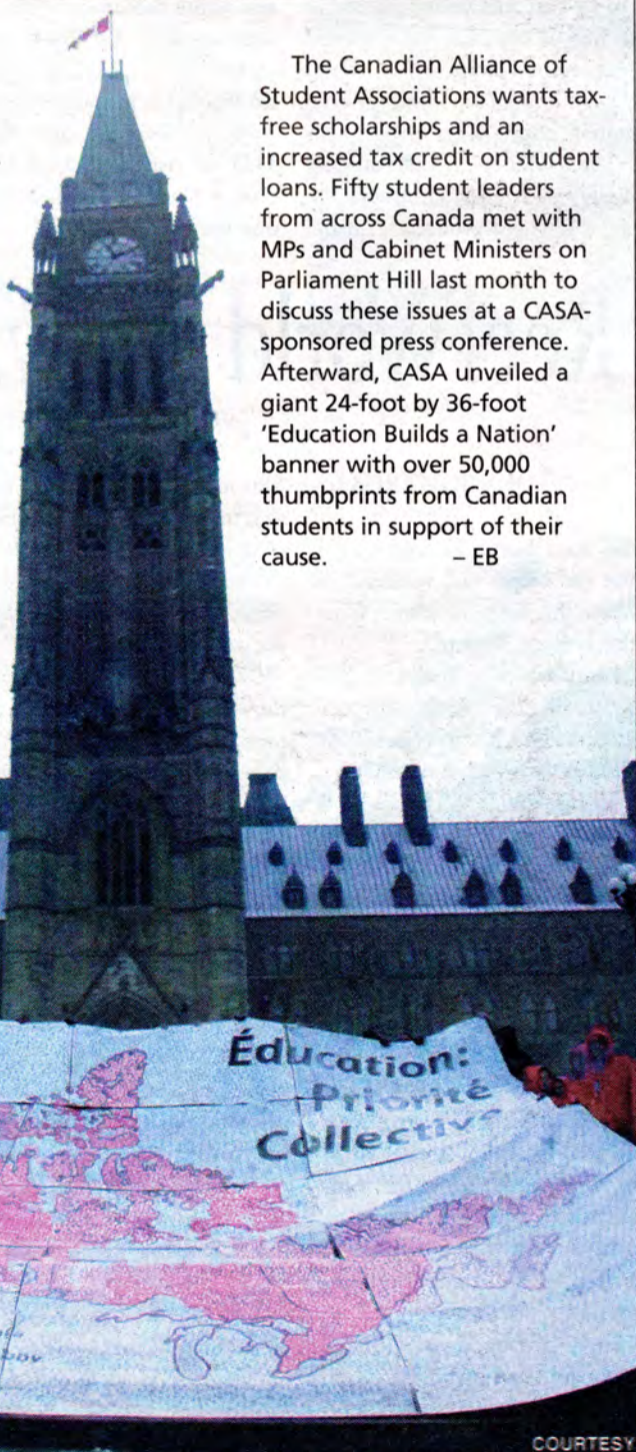 The Canadian Alliance of
Student Associations wants tax-
free scholarships and an
increased tax credit on student
loans. Fifty student leaders
from across Canada met with
MPs and Cabinet Ministers on
Parliament Hill last month to
discuss these issues at a CASA-
sponsored press conference.
Afterward, CASA unveiled a
giant 24-foot by 36-foot
'Education Builds a Nation'
banner with over 50,000
thumbprints from Canadian
students in support of their
cause. – EB
Éducation:
Priorité
Collective
COURTESY